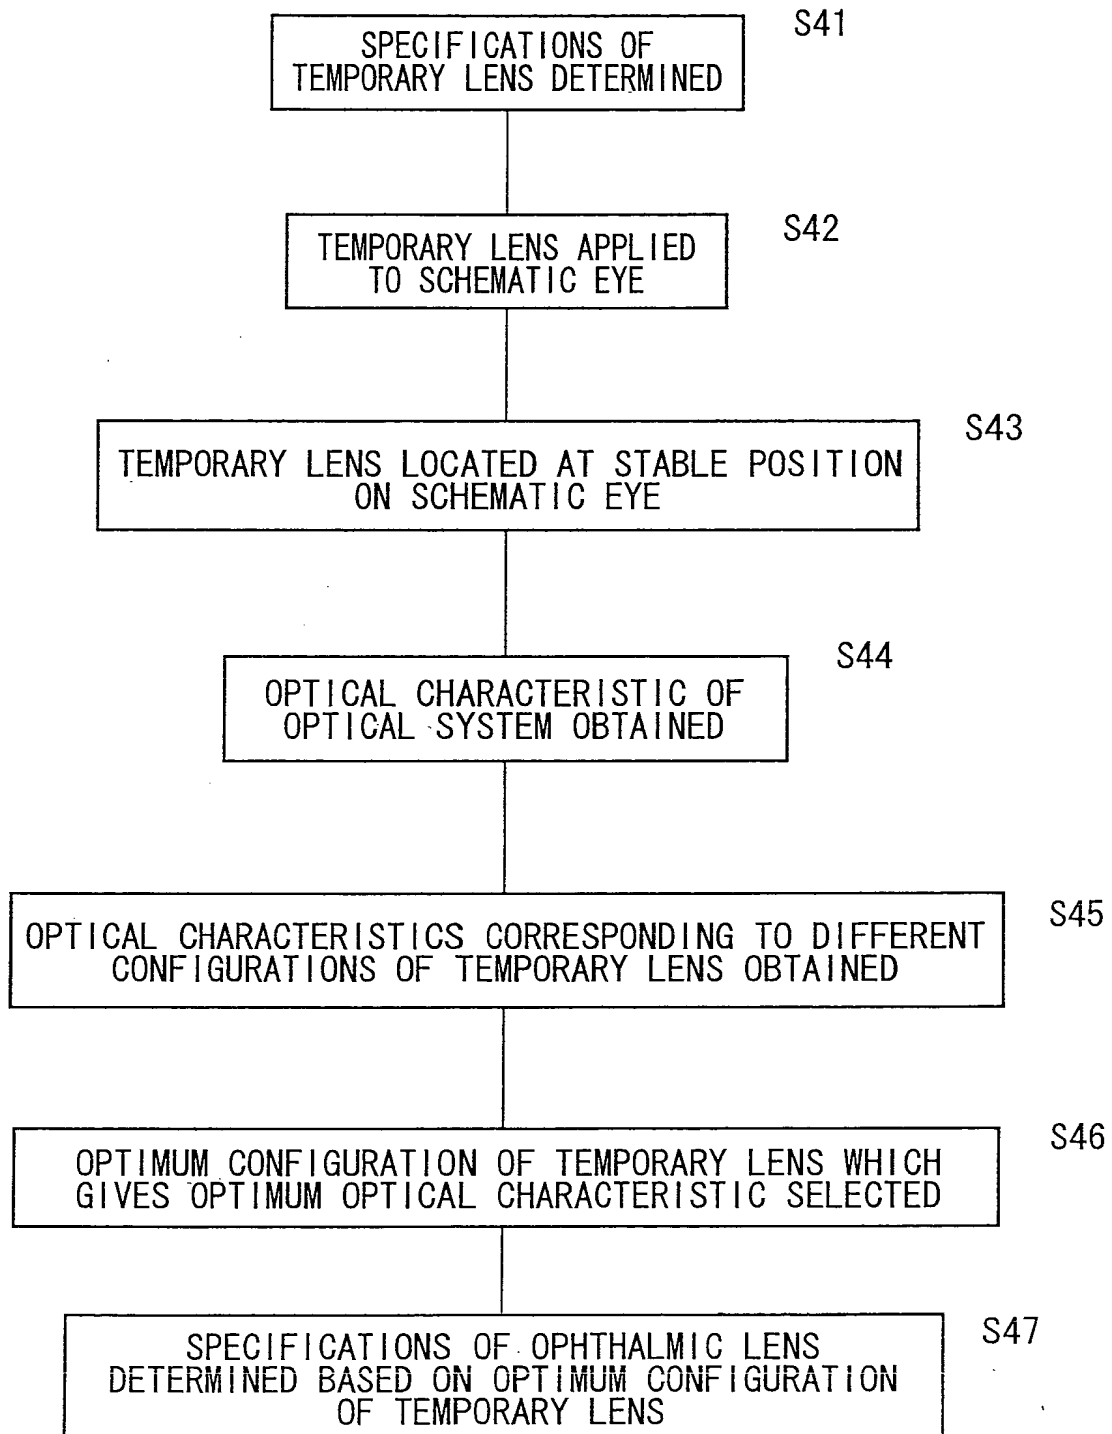 S41
SPECIFICATIONS OF
TEMPORARY LENS DETERMINED
S42
TEMPORARY LENS APPLIED
TO SCHEMATIC EYE
S43
TEMPORARY LENS LOCATED AT STABLE POSITION
ON SCHEMATIC EYE
S44
OPTICAL CHARACTERISTIC OF
OPTICAL SYSTEM OBTAINED
S45
OPTICAL CHARACTERISTICS CORRESPONDING TO DIFFERENT
CONFIGURATIONS OF TEMPORARY LENS OBTAINED
S46
OPTIMUM CONFIGURATION OF TEMPORARY LENS WHICH
GIVES OPTIMUM OPTICAL CHARACTERISTIC SELECTED
S47
SPECIFICATIONS OF OPHTHALMIC LENS
DETERMINED BASED ON OPTIMUM CONFIGURATION
OF TEMPORARY LENS